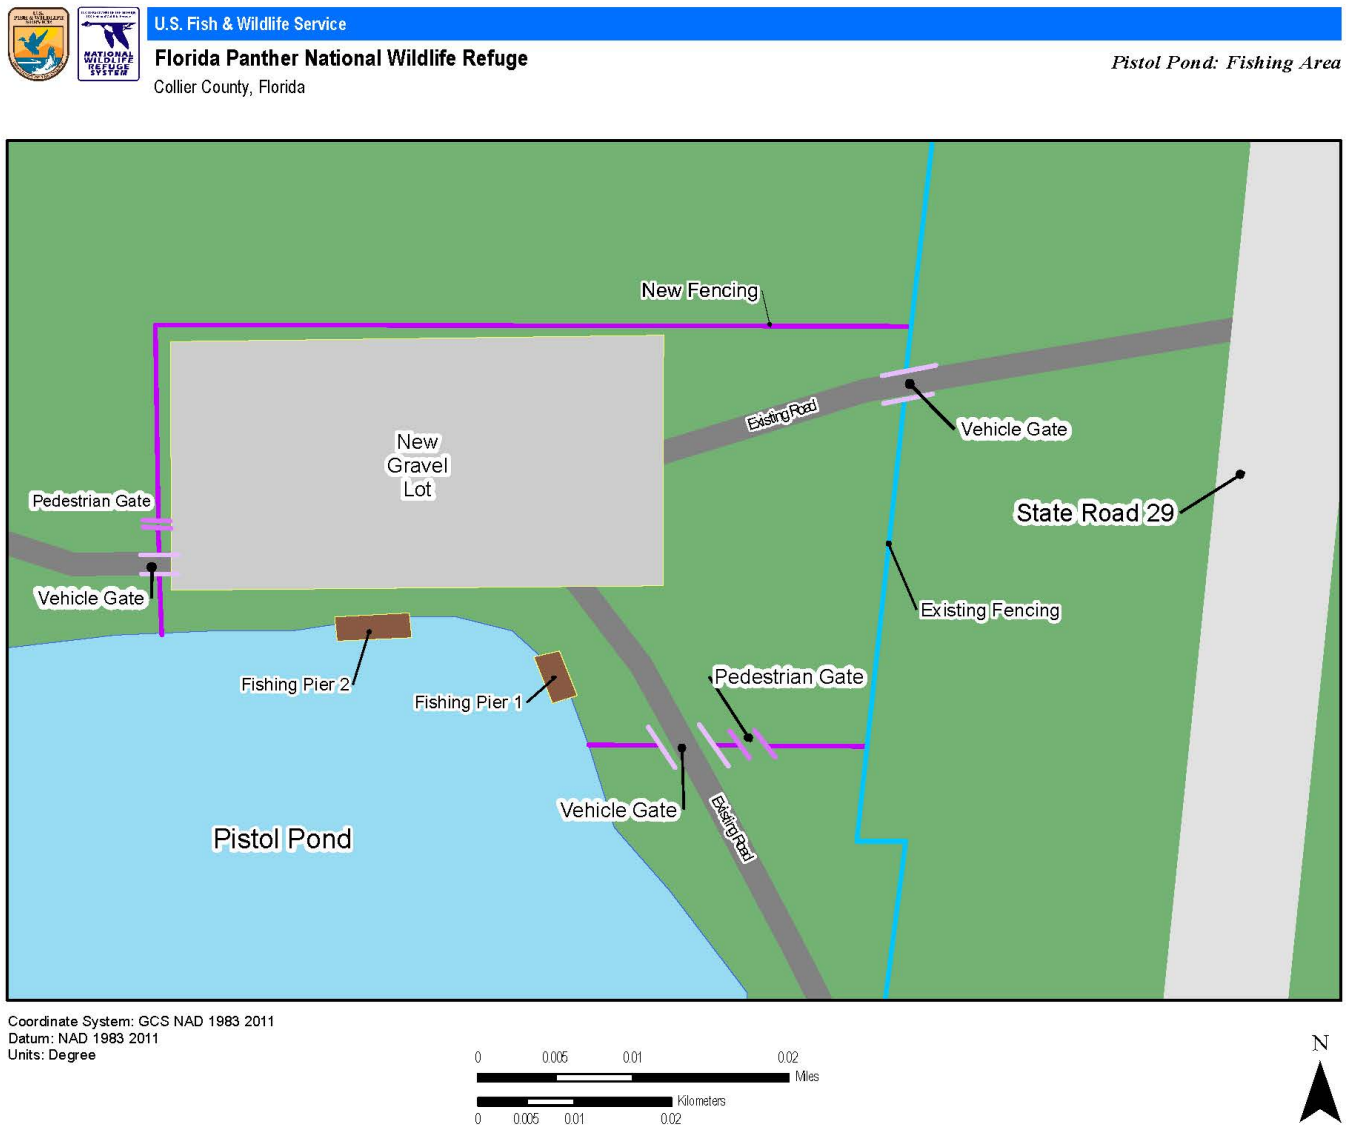 U.S.
FISH & WILDLIFE
SERVICE
NATIONAL
WILDLIFE
REFUGE
SYSTEM
U.S. Fish & Wildlife Service
Florida Panther National Wildlife Refuge
Collier County, Florida
Pistol Pond: Fishing Area
New Fencing
Existing Road
Vehicle Gate
New
Gravel
Lot
Pedestrian Gate
State Road 29
Vehicle Gate
Existing Fencing
Fishing Pier 2
Fishing Pier 1
Pedestrian Gate
Vehicle Gate
Existing Road
Pistol Pond
Coordinate System: GCS NAD 1983 2011
Datum: NAD 1983 2011
Units: Degree
0 0.005 0.01 0.02
Miles
Kilometers
0 0.005 0.01 0.02
N